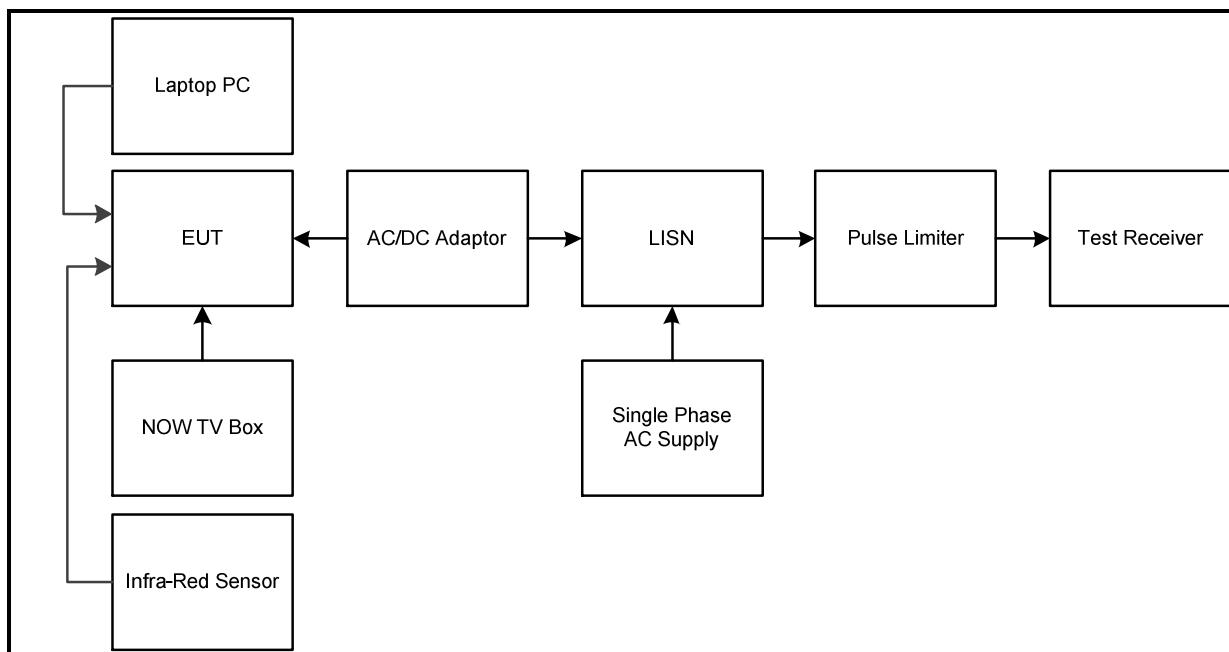 Laptop PC
EUT
AC/DC Adaptor
LISN
Pulse Limiter
Test Receiver
NOW TV Box
Single Phase
AC Supply
Infra-Red Sensor